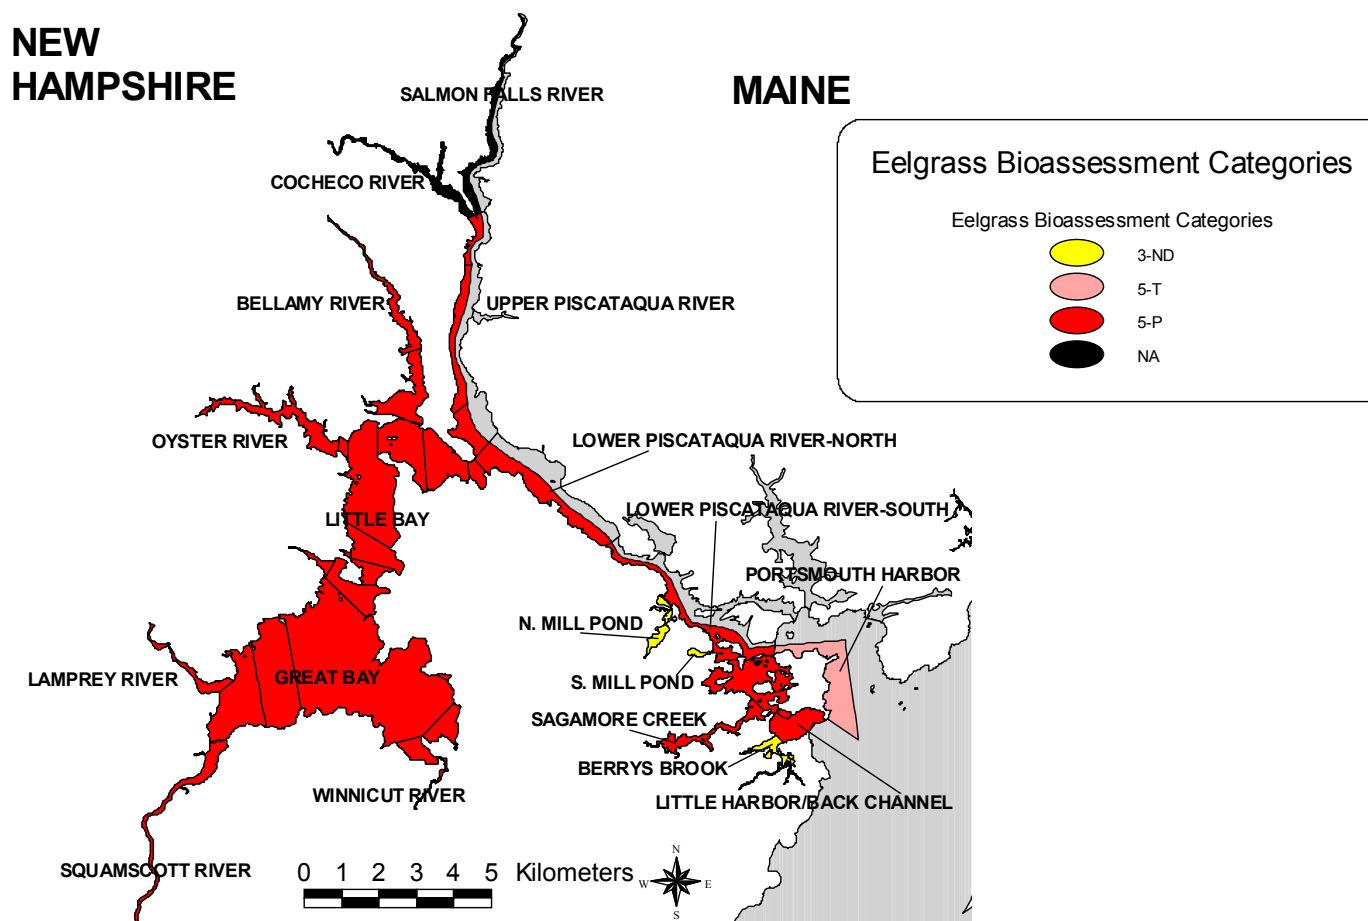 NEW
HAMPSHIRE
MAINE
SALMON FALLS RIVER
COCHECO RIVER
BELLAMY RIVER
UPPER PISCATAQUA RIVER
OYSTER RIVER
LOWER PISCATAQUA RIVER-NORTH
LITTLE BAY
LOWER PISCATAQUA RIVER-SOUTH
PORTSMOUTH HARBOR
N. MILL POND
LAMPREY RIVER
GREAT BAY
S. MILL POND
SAGAMORE CREEK
BERRYS BROOK
WINNICUT RIVER
LITTLE HARBOR/BACK CHANNEL
SQUAMSCOTT RIVER
Eelgrass Bioassessment Categories
Eelgrass Bioassessment Categories
3-ND
5-T
5-P
NA
0 1 2 3 4 5 Kilometers
N
W E
S